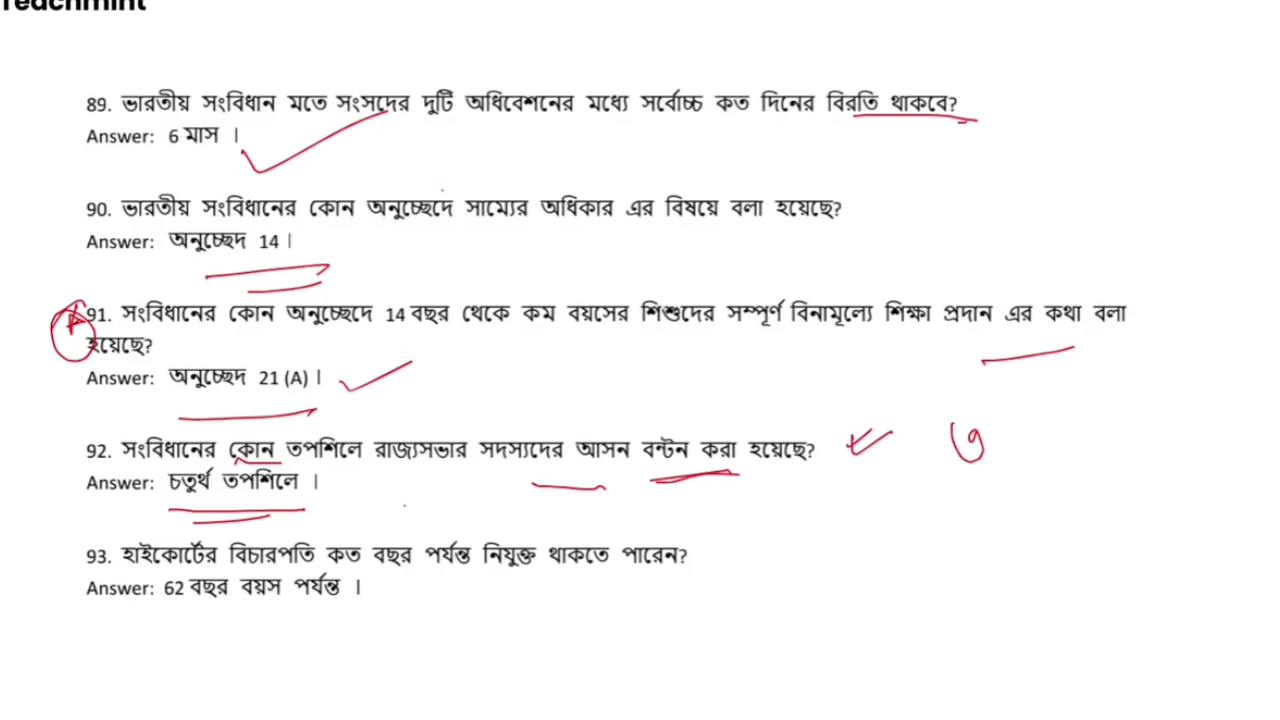 Teachmint
89. ভারতীয় সংবিধান মতে সংসদের দুটি অধিবেশনের মধ্যে সর্বোচ্চ কত দিনের বিরতি থাকবে?
Answer: 6 মাস ।
90. ভারতীয় সংবিধানের কোন অনুচ্ছেদে সাম্যের অধিকার এর বিষয়ে বলা হয়েছে?
Answer: অনুচ্ছেদ 14 ।
91. সংবিধানের কোন অনুচ্ছেদে 14 বছর থেকে কম বয়সের শিশুদের সম্পূর্ণ বিনামূল্যে শিক্ষা প্রদান এর কথা বলা
হয়েছে?
Answer: অনুচ্ছেদ 21 (A) ।
92. সংবিধানের কোন তপশিলে রাজ্যসভার সদস্যদের আসন বন্টন করা হয়েছে?
Answer: চতুর্থ তপশিলে ।
93. হাইকোর্টের বিচারপতি কত বছর পর্যন্ত নিযুক্ত থাকতে পারেন?
Answer: 62 বছর বয়স পর্যন্ত ।